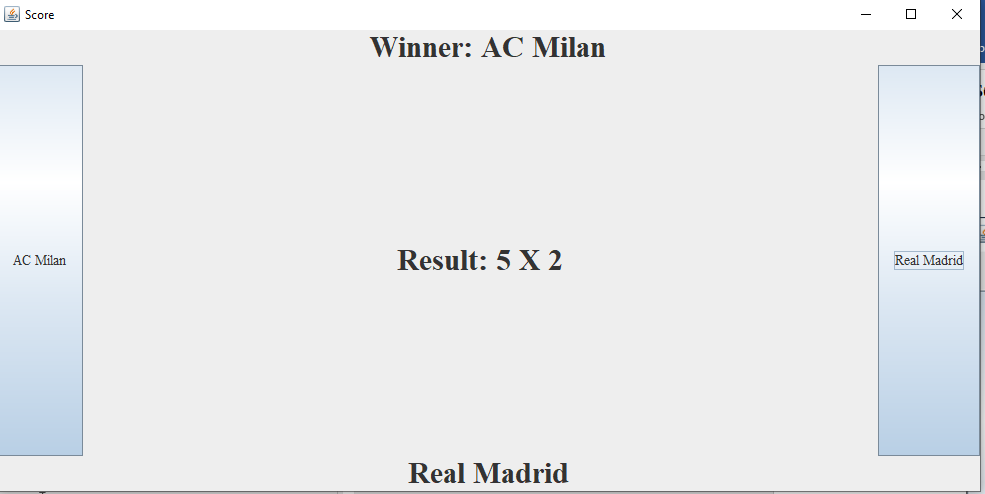 Score
Winner: AC Milan
AC Milan
Result: 5 X 2
Real Madrid
Real Madrid